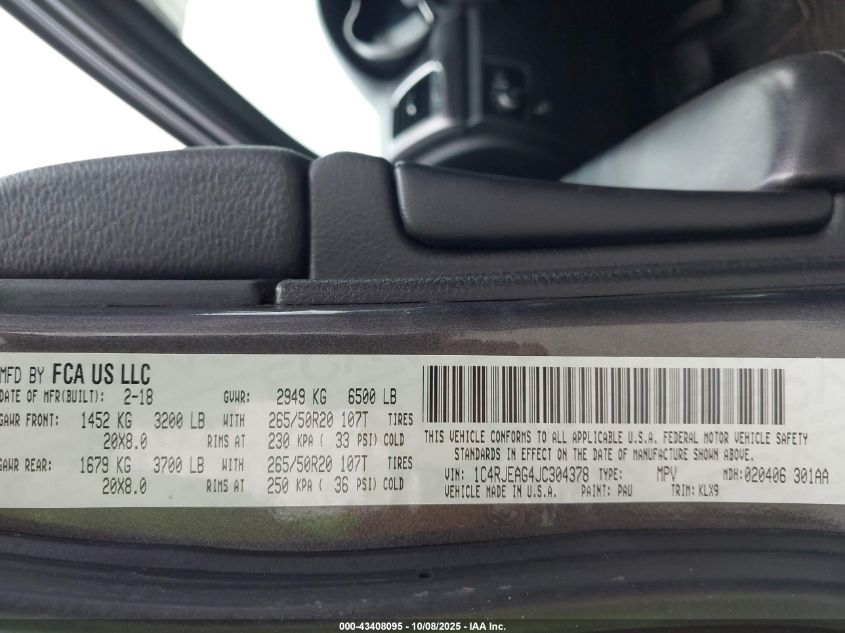 MFD BY FCA US LLC
DATE OF MFR(BUILT): 2-18 GVWR: 2949 KG 6500 LB
GAWR FRONT: 1452 KG 3200 LB WITH 265/50R20 107T TIRES
20X8.0 RIMS AT 230 KPA ( 33 PSI) COLD
GAWR REAR: 1679 KG 3700 LB WITH 265/50R20 107T TIRES
20X8.0 RIMS AT 250 KPA ( 36 PSI) COLD
THIS VEHICLE CONFORMS TO ALL APPLICABLE U.S.A. FEDERAL MOTOR VEHICLE SAFETY
STANDARDS IN EFFECT ON THE DATE OF MANUFACTURE SHOWN ABOVE.
VIN: 1C4RJEAG4JC304378 TYPE: MPV MDH:020406 301AA
VEHICLE MADE IN U.S.A. PAINT: PAU TRIM: KLX9
000-43408095 - 10/08/2025 - IAA Inc.